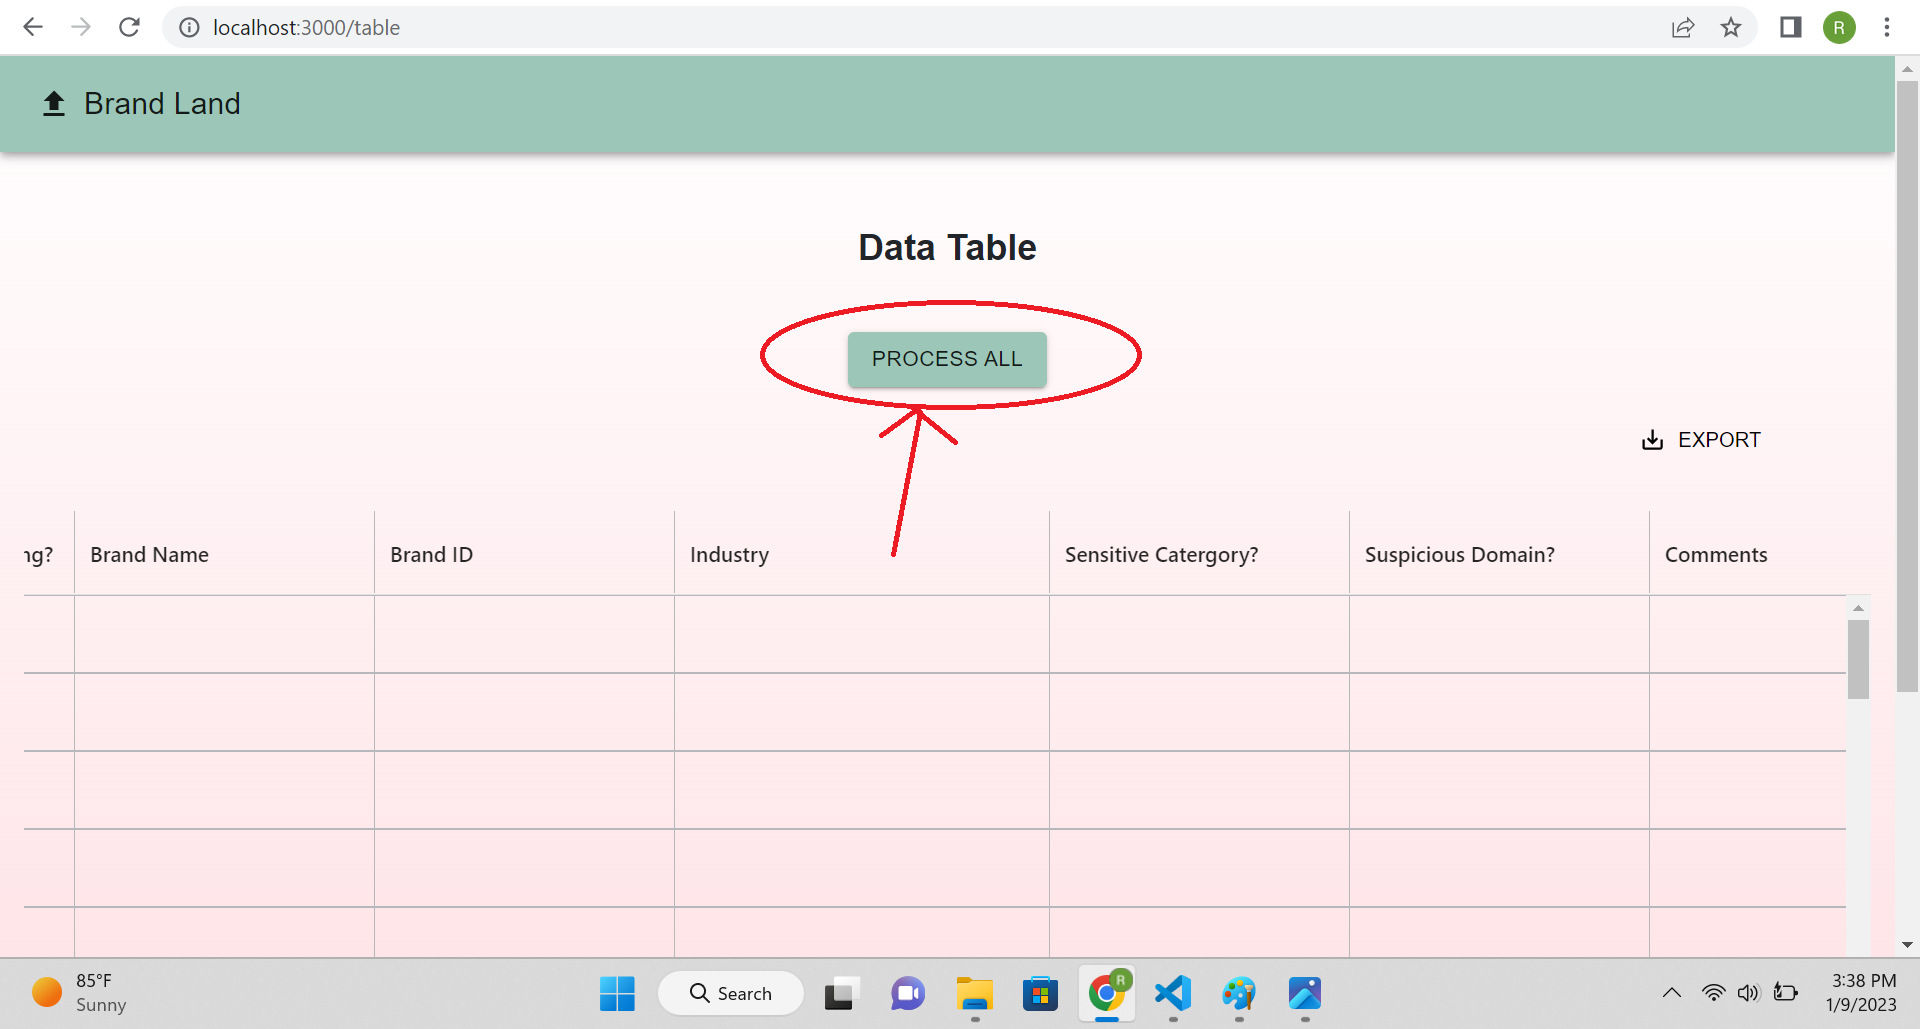 localhost:3000/table
R
Brand Land
Data Table
PROCESS ALL
EXPORT
ng? Brand Name Brand ID Industry Sensitive Catergory? Suspicious Domain? Comments
85°F
Sunny
Search
R
3:38 PM
1/9/2023